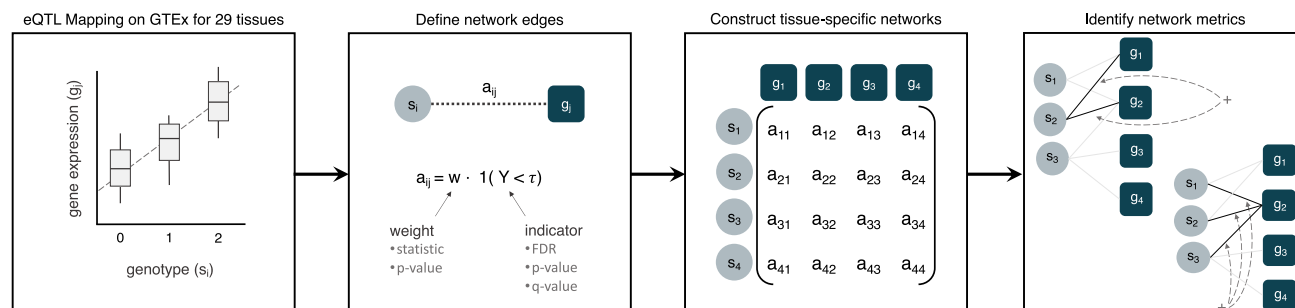 eQTL Mapping on GTEx for 29 tissues
gene expression (gj)
0 1 2
genotype (si)
Define network edges
si aij gj
aij = w · 1( Y < τ)
weight
•statistic
•p-value
indicator
•FDR
•p-value
•q-value
Construct tissue-specific networks
g1 g2 g3 g4
s1 a11 a12 a13 a14
s2 a21 a22 a23 a24
s3 a31 a32 a33 a34
s4 a41 a42 a43 a44
Identify network metrics
g1
s1
g2
+
s2
s3
g3
g4
g1
s1
g2
s2
s3
g3
g4
+